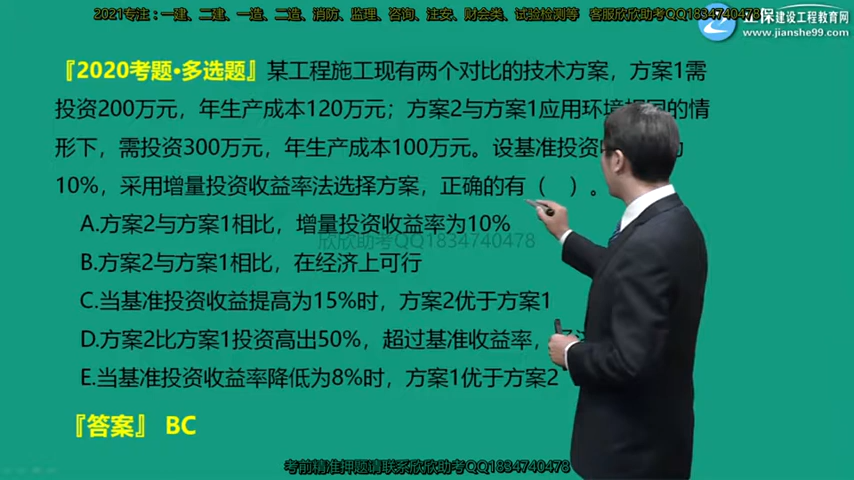 2021专注：一建、二建、一造、二造、消防、监理、咨询、注安、财会类、试验检测等 客服欣欣助考QQ1834740478
正保建设工程教育网
www.jianshe99.com
『2020考题·多选题』某工程施工现有两个对比的技术方案，方案1需
投资200万元，年生产成本120万元；方案2与方案1应用环境相同的情
形下，需投资300万元，年生产成本100万元。设基准投资
10%，采用增量投资收益率法选择方案，正确的有（ ）。
A.方案2与方案1相比，增量投资收益率为10%
欣欣助考QQ1834740478
B.方案2与方案1相比，在经济上可行
C.当基准投资收益提高为15%时，方案2优于方案1
D.方案2比方案1投资高出50%，超过基准收益率，
E.当基准投资收益率降低为8%时，方案1优于方案2
『答案』 BC
考前精准押题请联系欣欣助考QQ1834740478